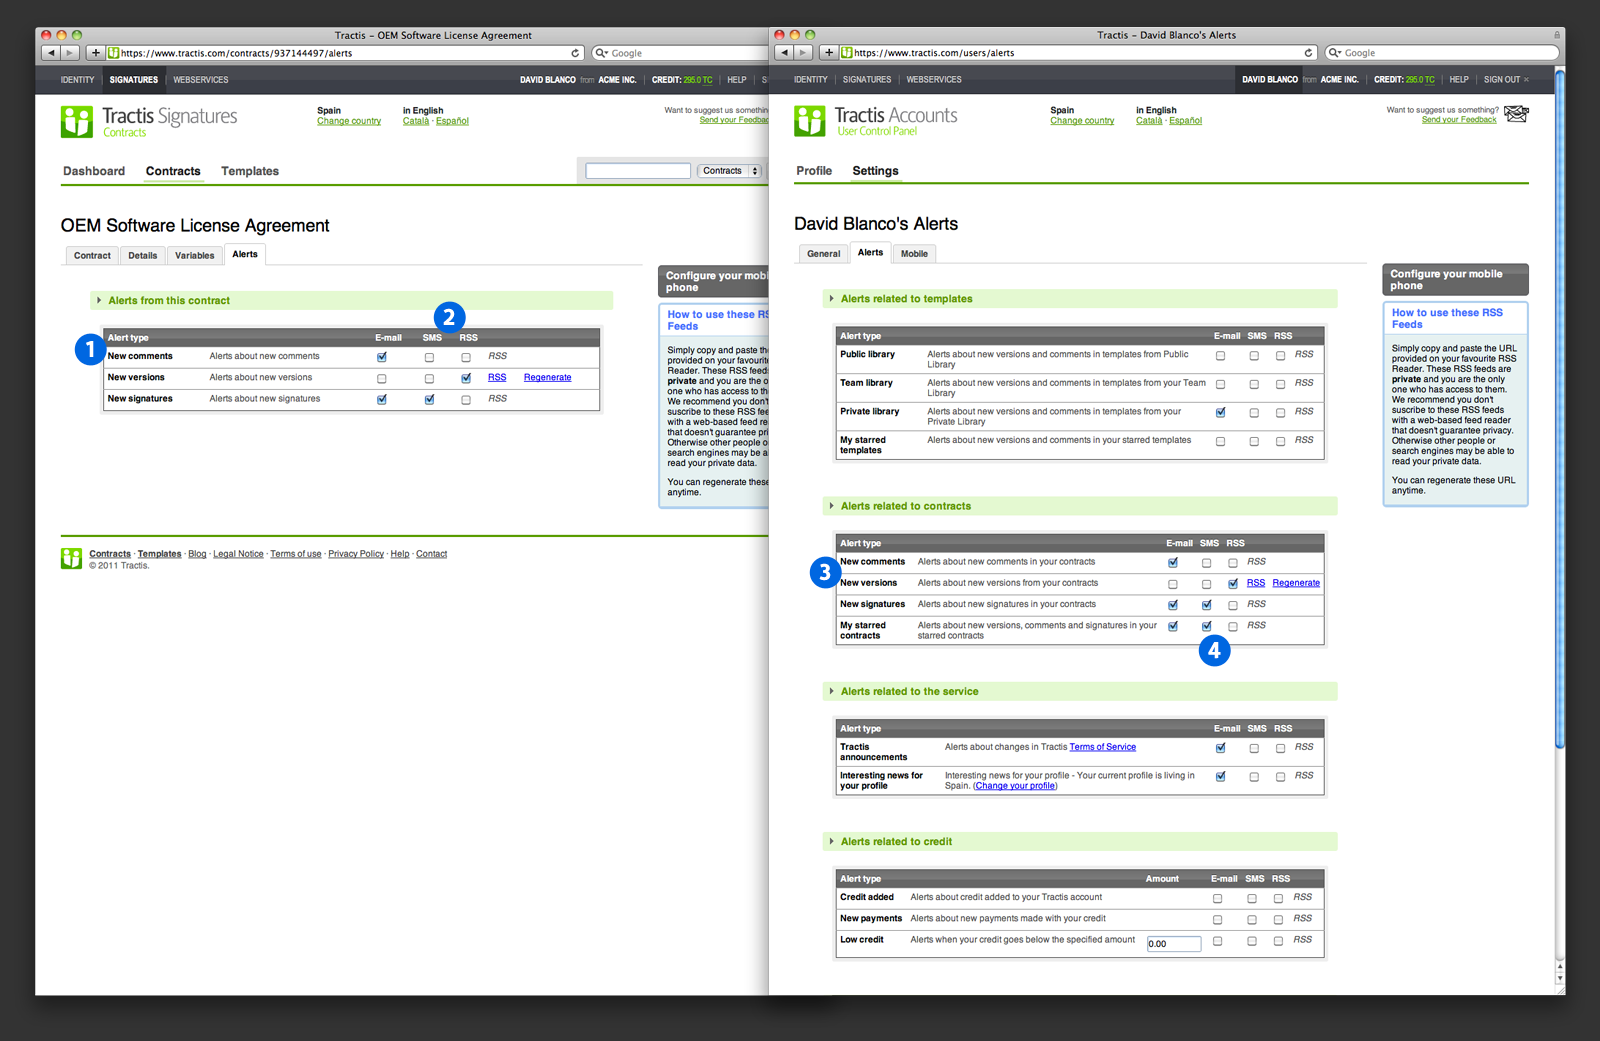 Tractis – OEM Software License Agreement
https://www.tractis.com/contracts/937144497/alerts
Google
IDENTITY SIGNATURES WEBSERVICES
DAVID BLANCO from ACME INC. CREDIT: 295.0 TC HELP S
Tractis Signatures
Contracts
Spain
Change country
in English
Català · Español
Want to suggest us somethin
Send your Feedback
Dashboard Contracts Templates
Contracts
OEM Software License Agreement
Contract Details Variables Alerts
Alerts from this contract
1
2
Alert type E-mail SMS RSS
New comments Alerts about new comments RSS
New versions Alerts about new versions RSS Regenerate
New signatures Alerts about new signatures RSS
Configure your mobi
phone
How to use these RS
Feeds
Simply copy and paste the
provided on your favourite
Reader. These RSS feeds
private and you are the o
one who has access to th
We recommend you don't
suscribe to these RSS fee
with a web-based feed reader
that doesn't guarantee pri
Otherwise other people o
search engines may be a
read your private data.
You can regenerate these
anytime.
Contracts · Templates · Blog · Legal Notice · Terms of use · Privacy Policy · Help · Contact
© 2011 Tractis.
Tractis – David Blanco's Alerts
https://www.tractis.com/users/alerts
Google
IDENTITY SIGNATURES WEBSERVICES
DAVID BLANCO from ACME INC. CREDIT: 295.0 TC HELP SIGN OUT ×
Tractis Accounts
User Control Panel
Spain
Change country
in English
Català · Español
Want to suggest us something?
Send your Feedback
Profile Settings
David Blanco's Alerts
General Alerts Mobile
Alerts related to templates
Alert type E-mail SMS RSS
Public library Alerts about new versions and comments in templates from Public RSS
Library
Team library Alerts about new versions and comments in templates from your Team RSS
Library
Private library Alerts about new versions and comments in templates from your RSS
Private Library
My starred Alerts about new versions and comments in your starred templates RSS
templates
Alerts related to contracts
3
Alert type E-mail SMS RSS
New comments Alerts about new comments in your contracts RSS
New versions Alerts about new versions from your contracts RSS Regenerate
New signatures Alerts about new signatures in your contracts RSS
My starred Alerts about new versions, comments and signatures in your RSS
contracts starred contracts
4
Alerts related to the service
Alert type E-mail SMS RSS
Tractis Alerts about changes in Tractis Terms of Service RSS
announcements
Interesting news for Interesting news for your profile - Your current profile is living in RSS
your profile Spain. (Change your profile)
Alerts related to credit
Alert type Amount E-mail SMS RSS
Credit added Alerts about credit added to your Tractis account RSS
New payments Alerts about new payments made with your credit RSS
Low credit Alerts when your credit goes below the specified amount 0.00 RSS
Configure your mobile
phone
How to use these RSS
Feeds
Simply copy and paste the URL
provided on your favourite RSS
Reader. These RSS feeds are
private and you are the only
one who has access to them.
We recommend you don't
suscribe to these RSS feeds
with a web-based feed reader
that doesn't guarantee privacy.
Otherwise other people or
search engines may be able to
read your private data.
You can regenerate these URL
anytime.